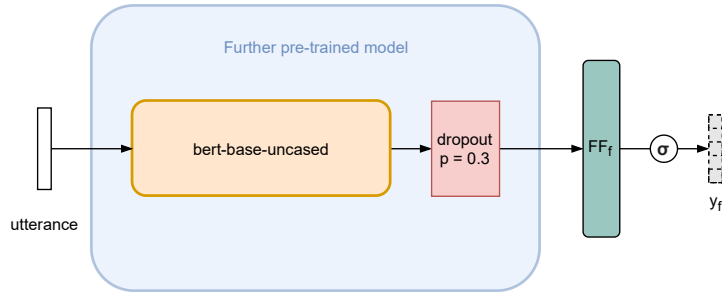 Further pre-trained model
utterance
bert-base-uncased
dropout
p = 0.3
FFf
σ
yf